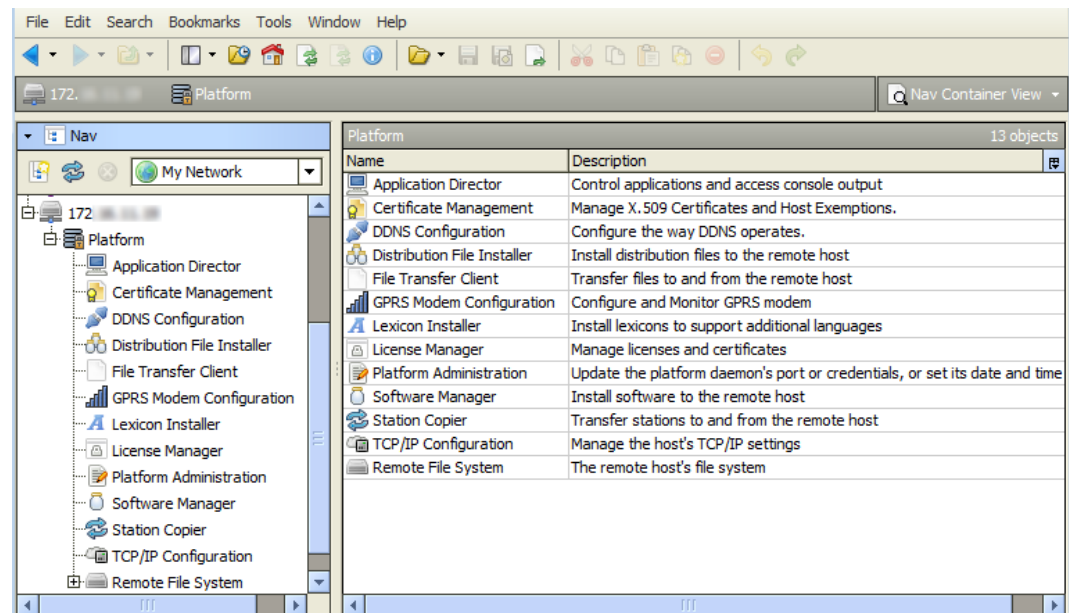 File Edit Search Bookmarks Tools Window Help
172. Platform Nav Container View
Nav
My Network
172
Platform
Application Director
Certificate Management
DDNS Configuration
Distribution File Installer
File Transfer Client
GPRS Modem Configuration
Lexicon Installer
License Manager
Platform Administration
Software Manager
Station Copier
TCP/IP Configuration
Remote File System
Platform 13 objects
Name Description
Application Director Control applications and access console output
Certificate Management Manage X.509 Certificates and Host Exemptions.
DDNS Configuration Configure the way DDNS operates.
Distribution File Installer Install distribution files to the remote host
File Transfer Client Transfer files to and from the remote host
GPRS Modem Configuration Configure and Monitor GPRS modem
Lexicon Installer Install lexicons to support additional languages
License Manager Manage licenses and certificates
Platform Administration Update the platform daemon's port or credentials, or set its date and time
Software Manager Install software to the remote host
Station Copier Transfer stations to and from the remote host
TCP/IP Configuration Manage the host's TCP/IP settings
Remote File System The remote host's file system